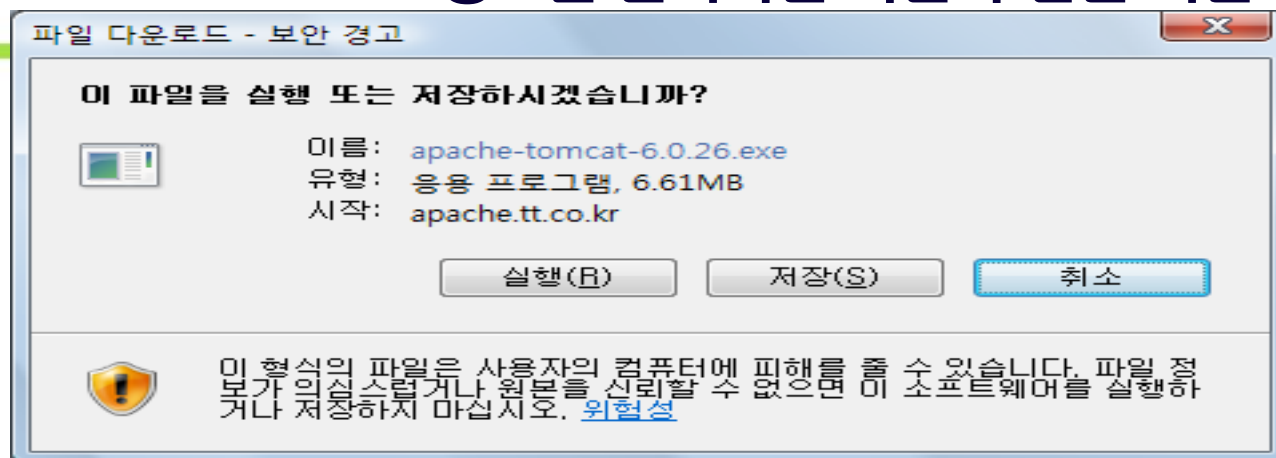 파일 다운로드 - 보안 경고
이 파일을 실행 또는 저장하시겠습니까?
이름: apache-tomcat-6.0.26.exe
유형: 응용 프로그램, 6.61MB
시작: apache.tt.co.kr
실행(R) 저장(S) 취소
이 형식의 파일은 사용자의 컴퓨터에 피해를 줄 수 있습니다. 파일 정
보가 의심스럽거나 원본을 신뢰할 수 없으면 이 소프트웨어를 실행하
거나 저장하지 마십시오. 위험성